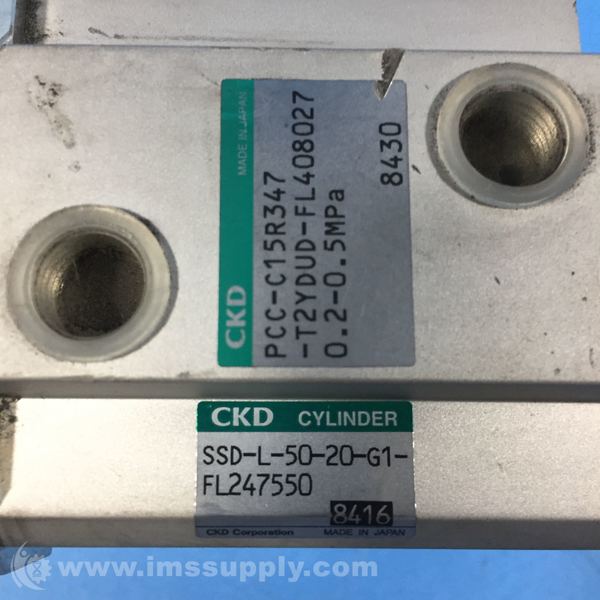 CKD MADE IN JAPAN
PCC-C15R347
-T2YDUD-FL408027
0.2-0.5MPa 8430
CKD CYLINDER
SSD-L-50-20-G1-
FL247550
8416
CKD Corporation MADE IN JAPAN
www.imssupply.com